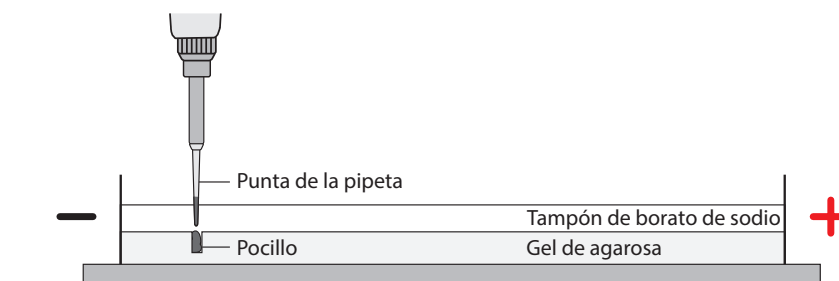 Punta de la pipeta
Tampón de borato de sodio
Pocillo
Gel de agarosa